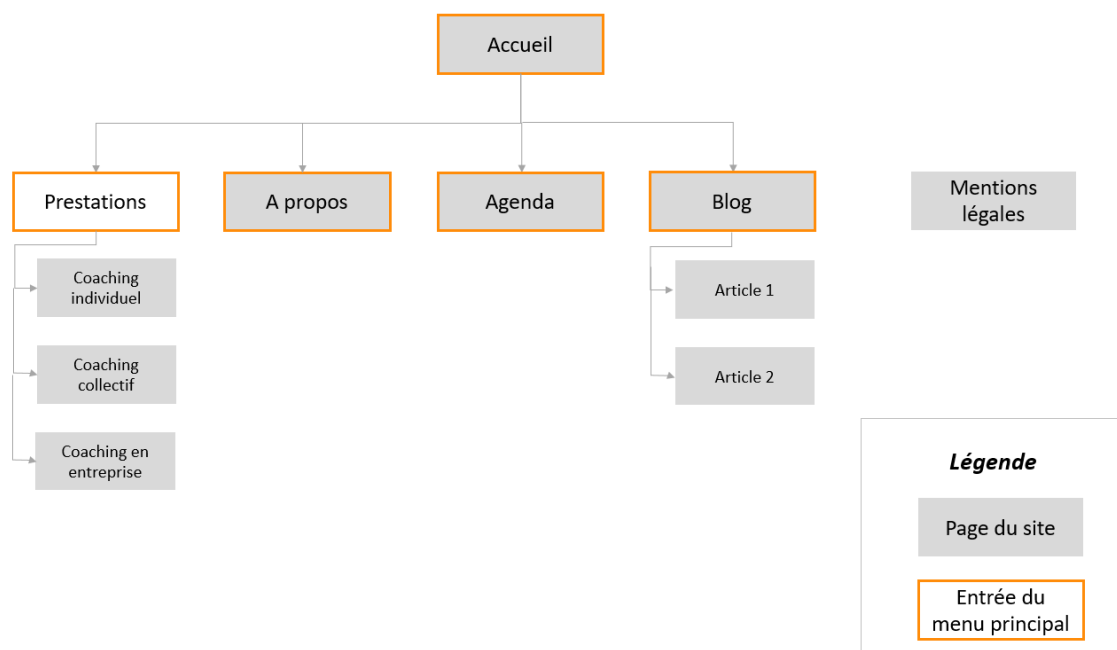 Accueil
Prestations
A propos
Agenda
Blog
Mentions
légales
Coaching
individuel
Article 1
Coaching
collectif
Article 2
Coaching en
entreprise
Légende
Page du site
Entrée du
menu principal